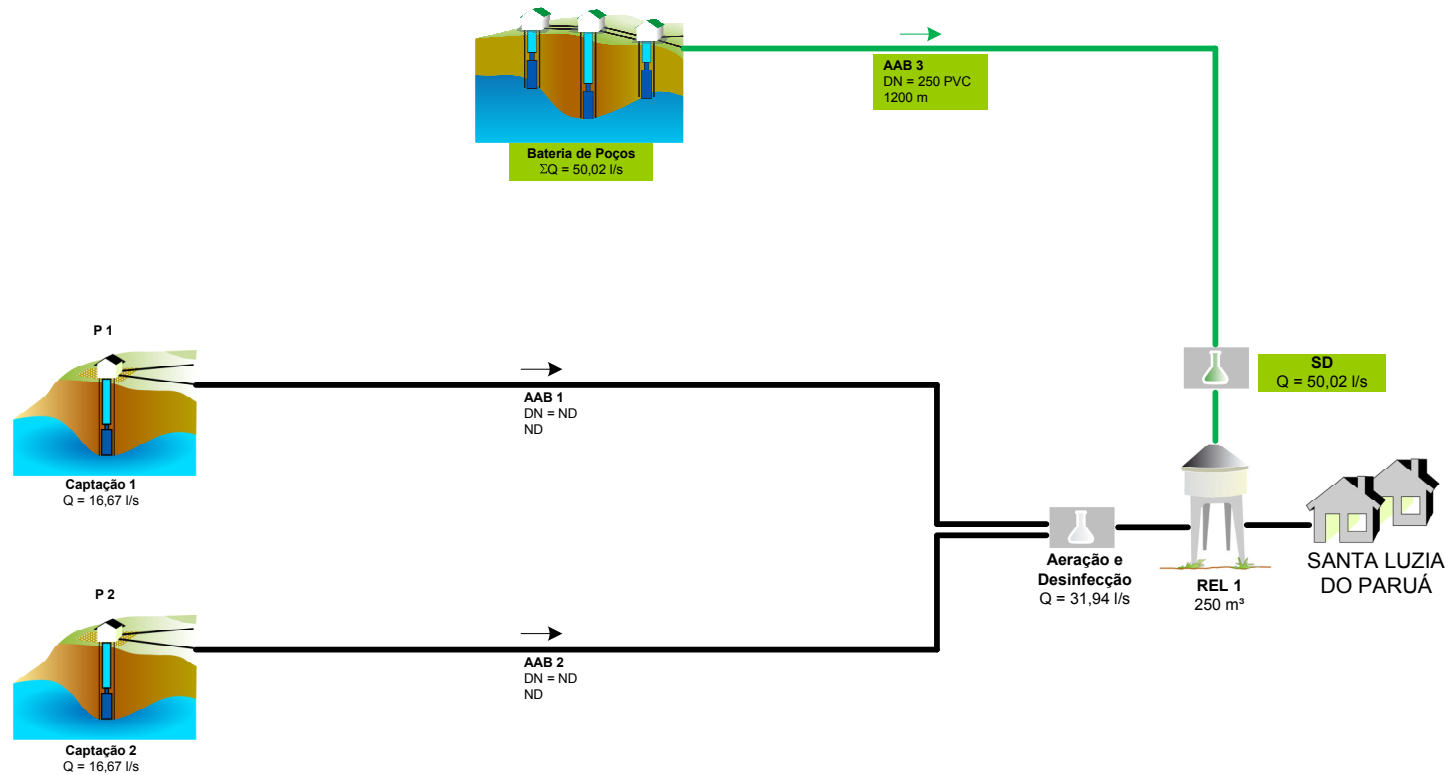 AAB 3
DN = 250 PVC
1200 m
Bateria de Poços
ΣQ = 50,02 l/s
P 1
SD
Q = 50,02 l/s
AAB 1
DN = ND
ND
Captação 1
Q = 16,67 l/s
Aeração e
Desinfecção
Q = 31,94 l/s
REL 1
250 m³
SANTA LUZIA
DO PARUÁ
P 2
AAB 2
DN = ND
ND
Captação 2
Q = 16,67 l/s